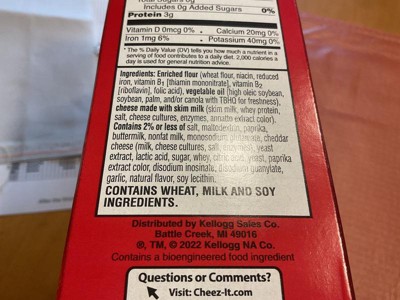 Total Sugars 0g
Includes 0g Added Sugars 0%
Protein 3g
Vitamin D 0mcg 0% • Calcium 20mg 0%
Iron 1mg 6% • Potassium 40mg 0%
* The % Daily Value (DV) tells you how much a nutrient in a
serving of food contributes to a daily diet. 2,000 calories a
day is used for general nutrition advice.
Ingredients: Enriched flour (wheat flour, niacin, reduced
iron, vitamin B1 [thiamin mononitrate], vitamin B2
[riboflavin], folic acid), vegetable oil (high oleic soybean,
soybean, palm, and/or canola with TBHQ for freshness),
cheese made with skim milk (skim milk, whey protein,
salt, cheese cultures, enzymes, annatto extract color).
Contains 2% or less of salt, maltodextrin, paprika,
buttermilk, nonfat milk, monosodium glutamate, cheddar
cheese (milk, cheese cultures, salt, enzymes), yeast
extract, lactic acid, sugar, whey, citric acid, yeast, paprika
extract color, disodium inosinate, disodium guanylate,
garlic, natural flavor, soy lecithin.
CONTAINS WHEAT, MILK AND SOY
INGREDIENTS.
Distributed by Kellogg Sales Co.
Battle Creek, MI 49016
®, TM, © 2022 Kellogg NA Co.
Contains a bioengineered food ingredient
Questions or Comments?
Visit: Cheez-It.com